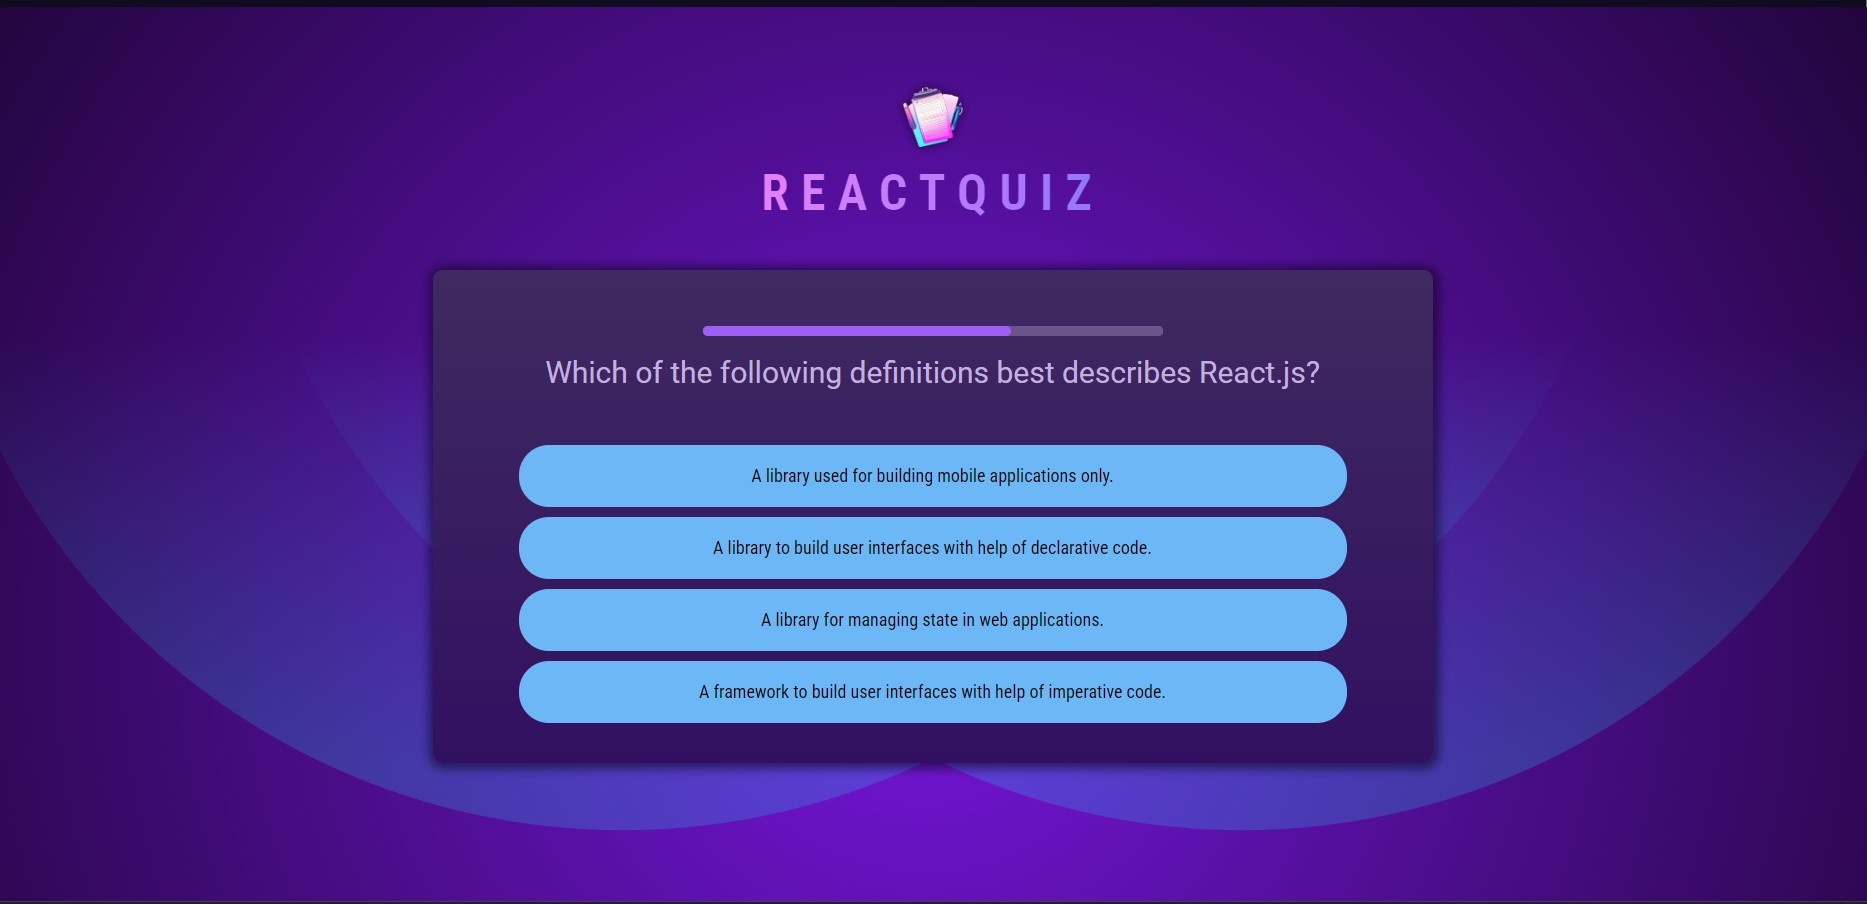 REACTQUIZ
Which of the following definitions best describes React.js?
A library used for building mobile applications only.
A library to build user interfaces with help of declarative code.
A library for managing state in web applications.
A framework to build user interfaces with help of imperative code.